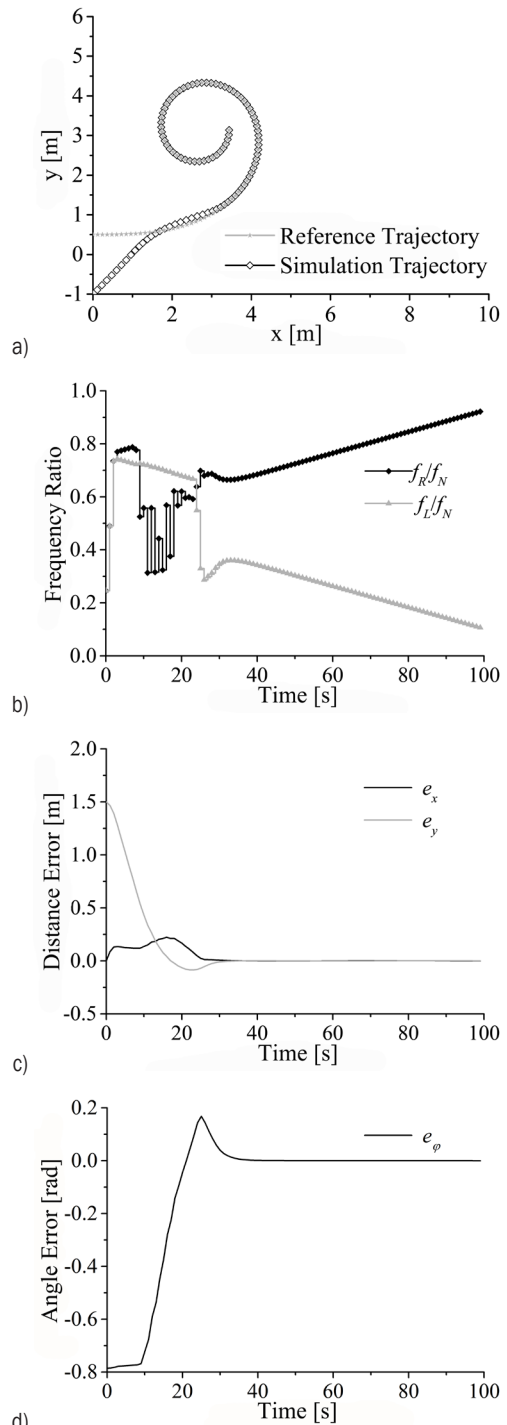 6
5
4
3
2
1
0
-1
y [m]
Reference Trajectory
Simulation Trajectory
0 2 4 6 8 10
x [m]
a)
1.0
0.8
0.6
0.4
0.2
0.0
Frequency Ratio
f_R/f_N
f_L/f_N
0 20 40 60 80 100
Time [s]
b)
2.0
1.5
1.0
0.5
0.0
-0.5
Distance Error [m]
e_x
e_y
0 20 40 60 80 100
Time [s]
c)
0.2
0.0
-0.2
-0.4
-0.6
-0.8
Angle Error [rad]
e_φ
0 20 40 60 80 100
Time [s]
d)